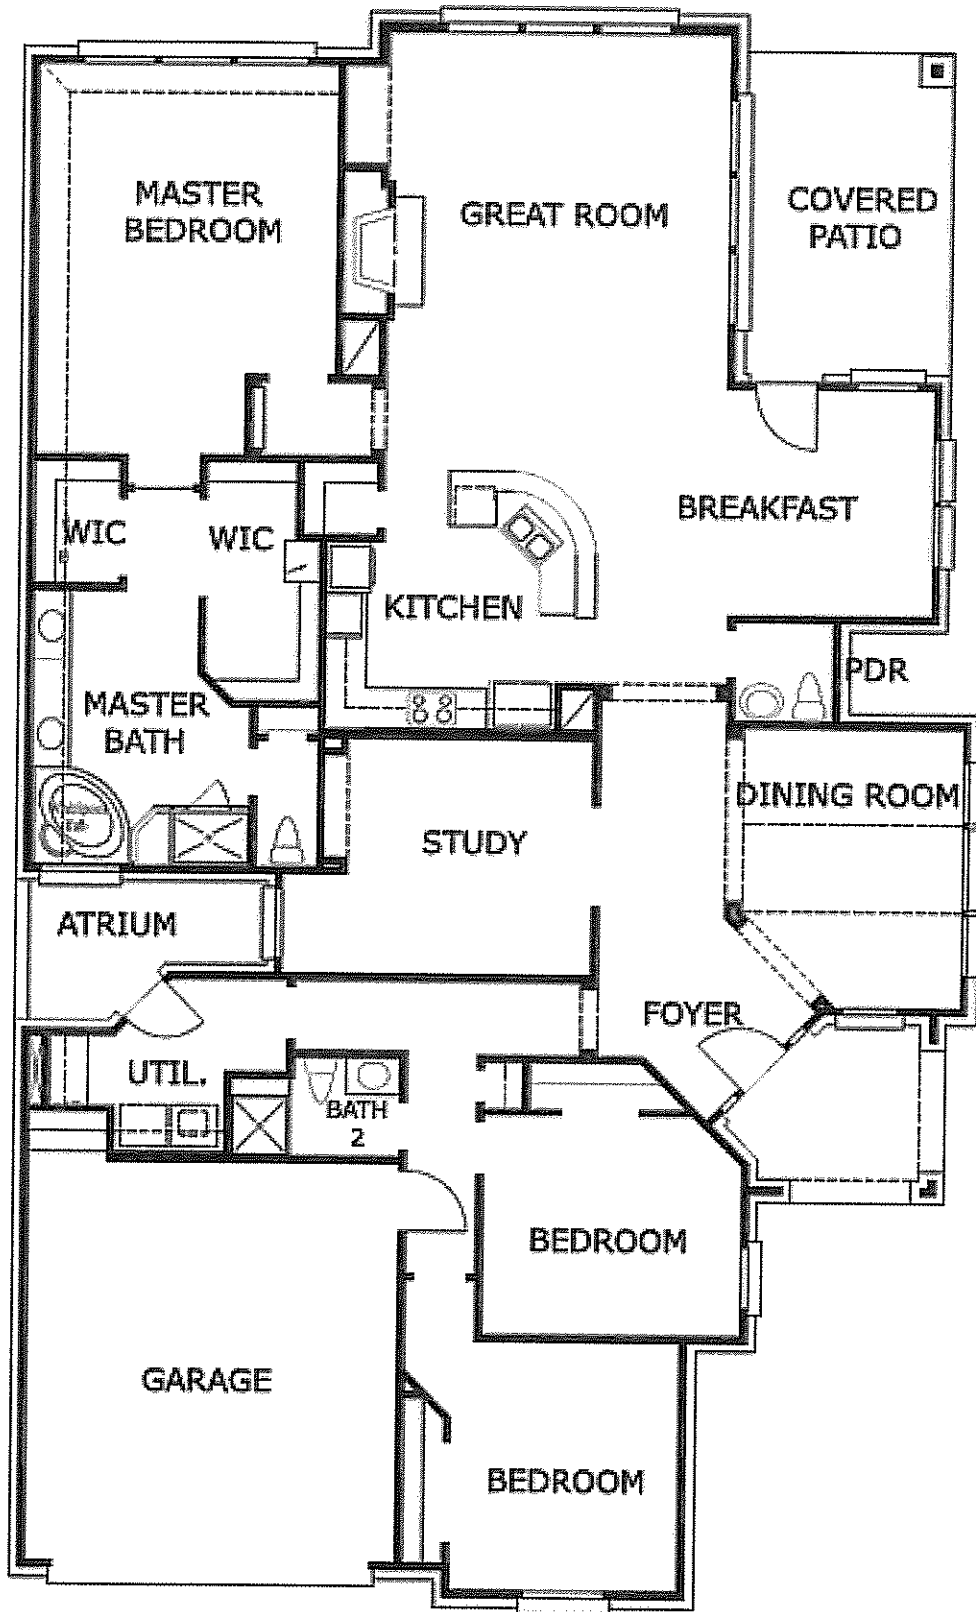 MASTER
BEDROOM
GREAT ROOM
COVERED
PATIO
WIC
WIC
BREAKFAST
KITCHEN
PDR
MASTER
BATH
DINING ROOM
STUDY
ATRIUM
FOYER
UTIL.
BATH
2
BEDROOM
GARAGE
BEDROOM